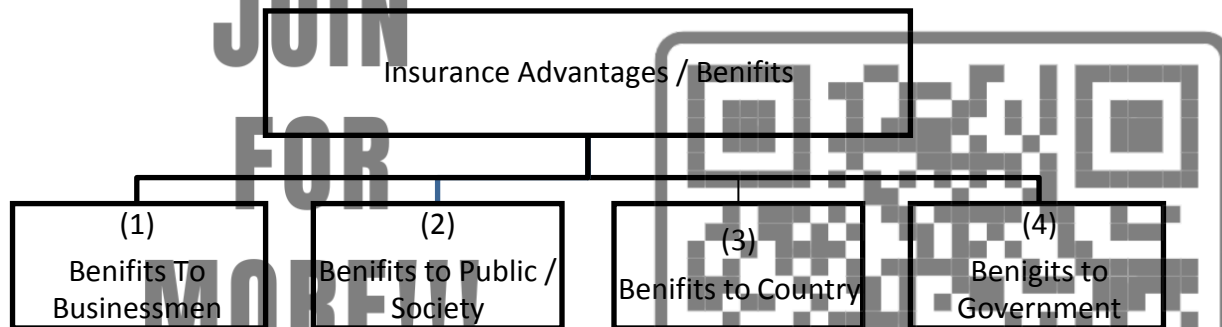 JOIN
Insurance Advantages / Benifits
FOR
(1)
Benifits To
Businessmen
(2)
Benifits to Public /
Society
(3)
Benifits to Country
(4)
Benigits to
Government
MORE!!